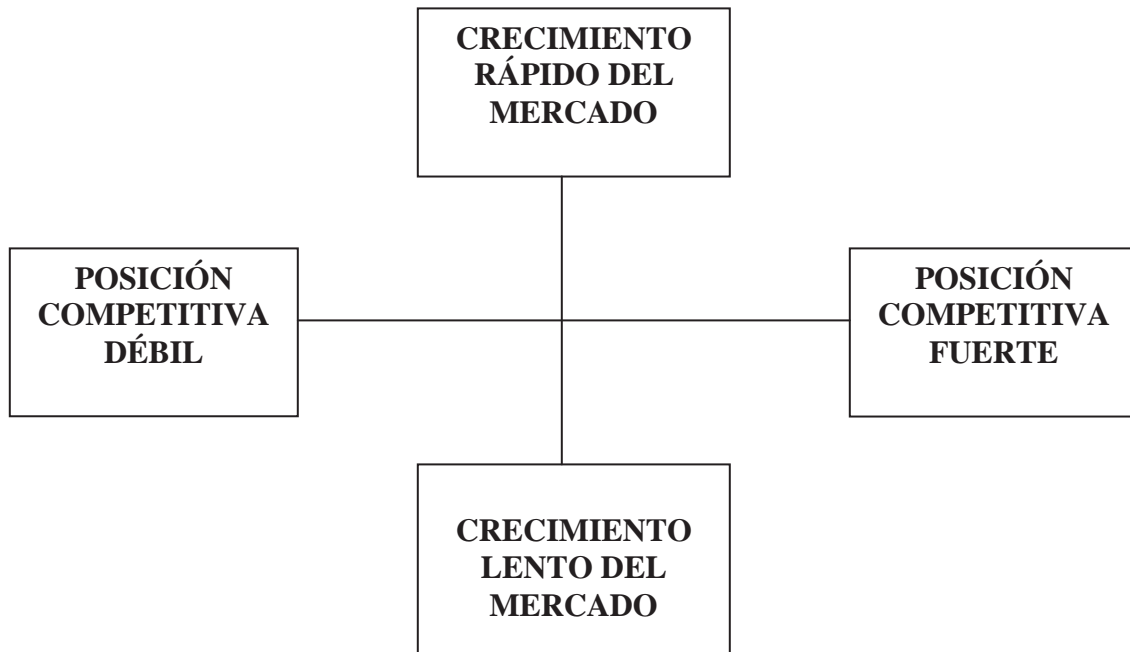 CRECIMIENTO
RÁPIDO DEL
MERCADO
POSICIÓN
COMPETITIVA
DÉBIL
POSICIÓN
COMPETITIVA
FUERTE
CRECIMIENTO
LENTO DEL
MERCADO